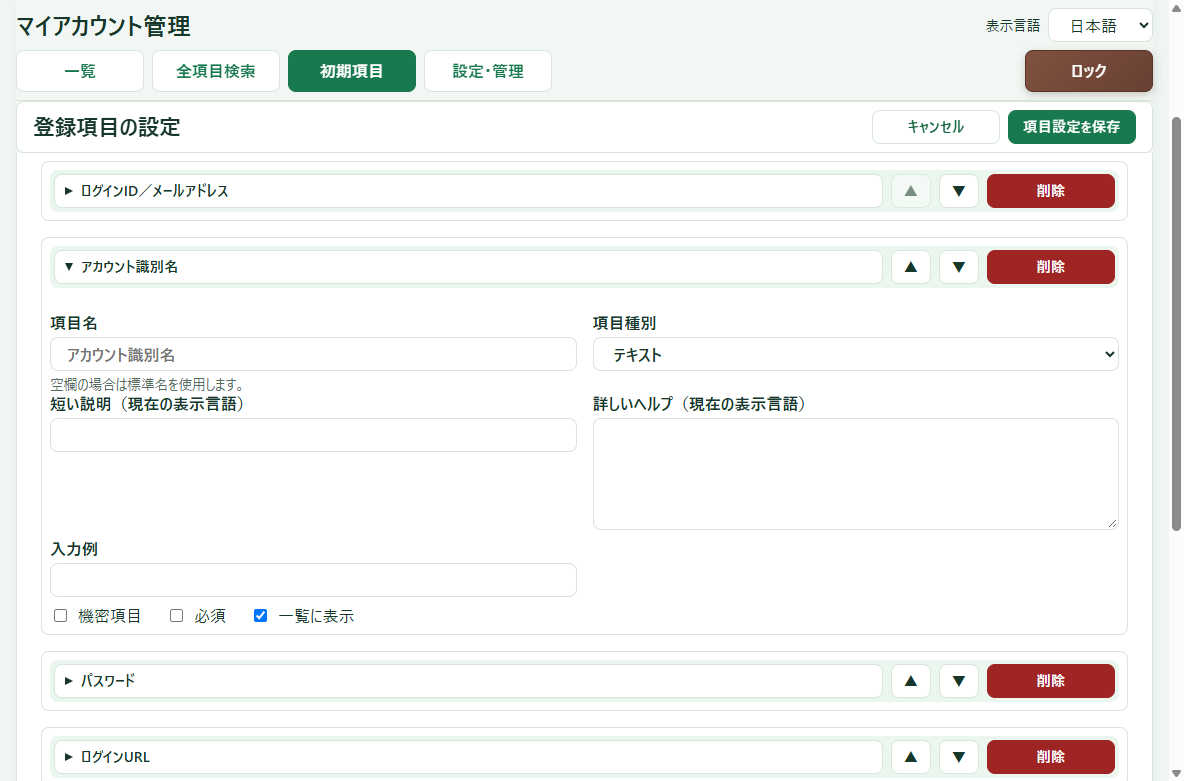 マイアカウント管理
表示言語 日本語
一覧 全項目検索 初期項目 設定・管理 ロック
登録項目の設定 キャンセル 項目設定を保存
▶ ログインID／メールアドレス ▲ ▼ 削除
▼ アカウント識別名 ▲ ▼ 削除
項目名 項目種別
アカウント識別名 テキスト
空欄の場合は標準名を使用します。
短い説明（現在の表示言語） 詳しいヘルプ（現在の表示言語）
入力例
機密項目 必須 一覧に表示
▶ パスワード ▲ ▼ 削除
▶ ログインURL ▲ ▼ 削除